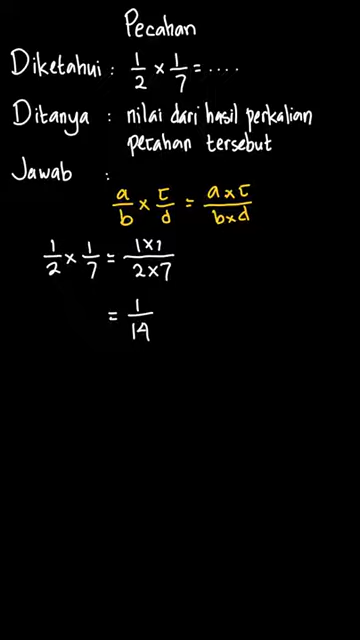 Pecahan
Diketahui : 1/2 × 1/7 = ....
Ditanya : nilai dari hasil perkalian
pecahan tersebut
Jawab :
a/b × c/d = a×c/b×d
1/2 × 1/7 = 1×1/2×7
= 1/14